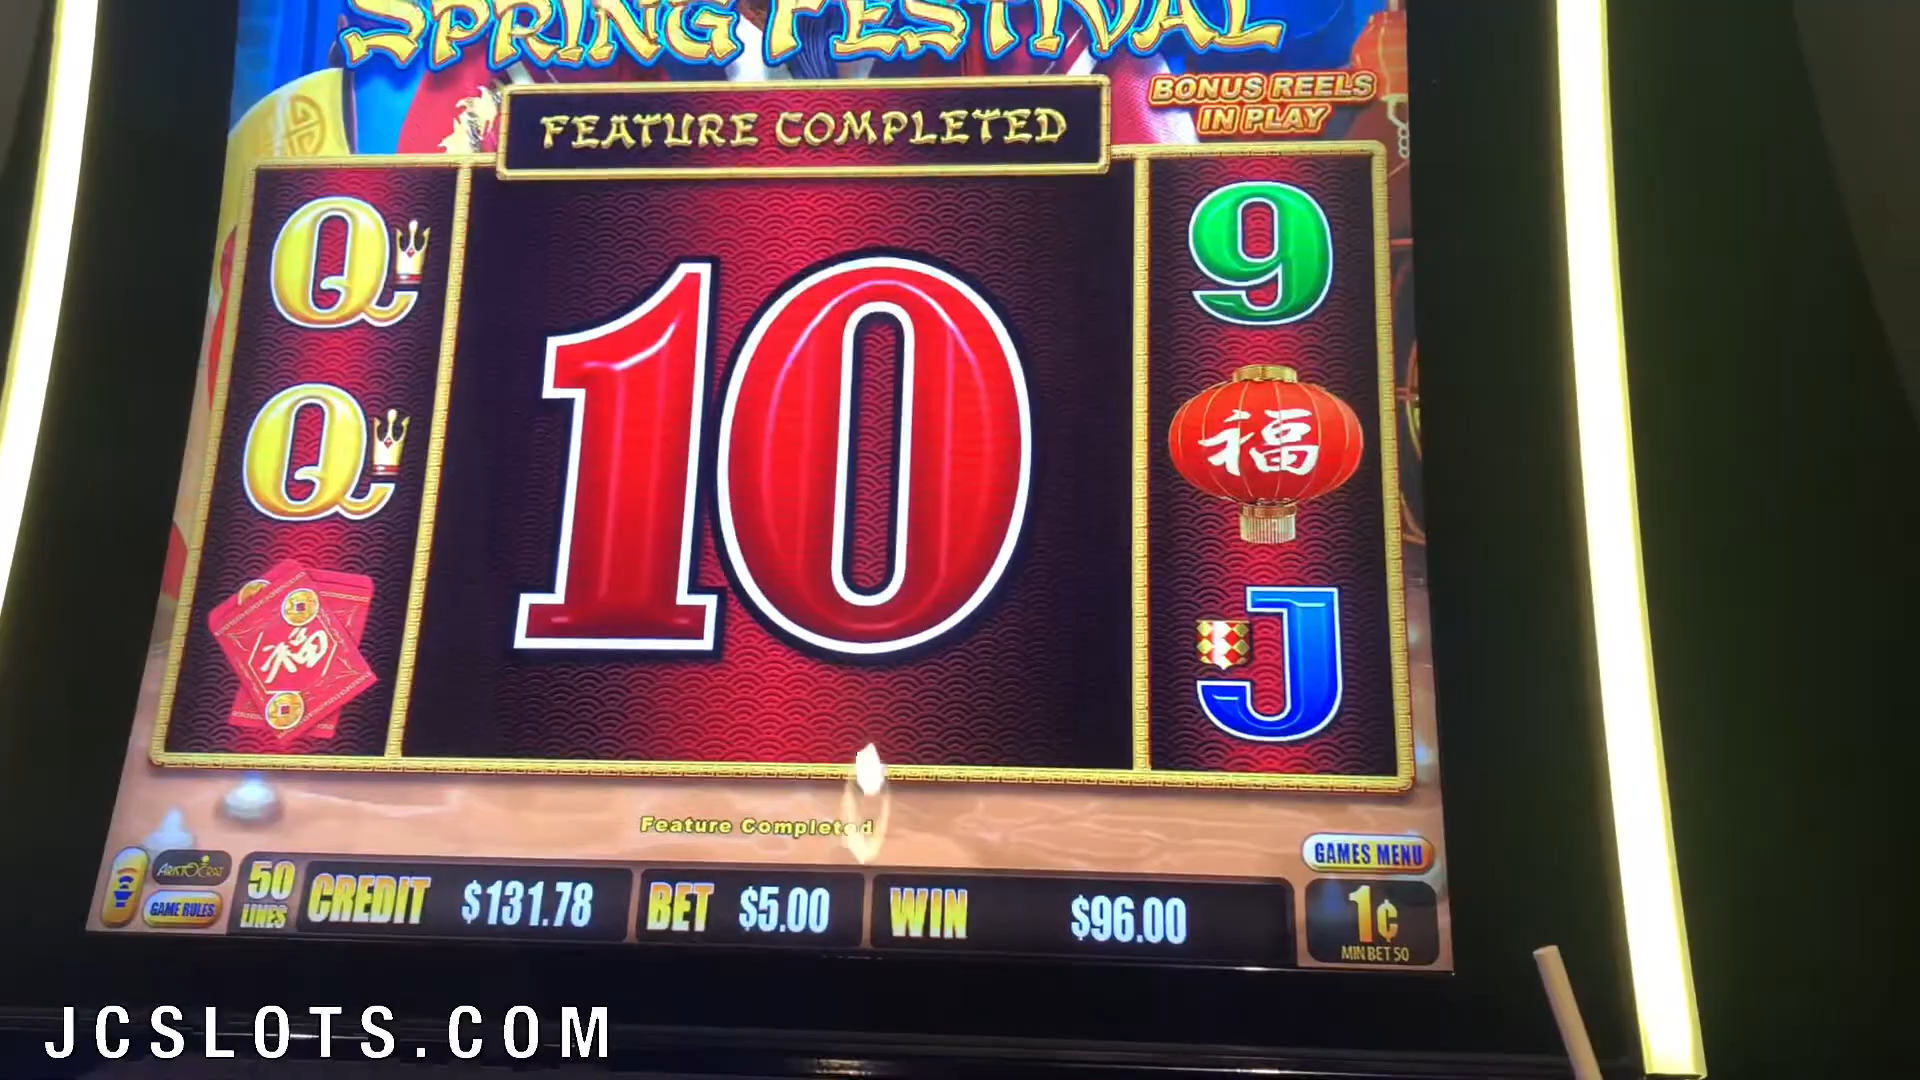 SPRING FESTIVAL
BONUS REELS
IN PLAY
FEATURE COMPLETED
Q
9
10
Q
福
福
J
Feature Completed
GAMES MENU
ARISTOCRAT
GAME RULES
50
LINES
CREDIT $131.78
BET $5.00
WIN $96.00
1¢
MIN BET 50
JCSLOTS.COM